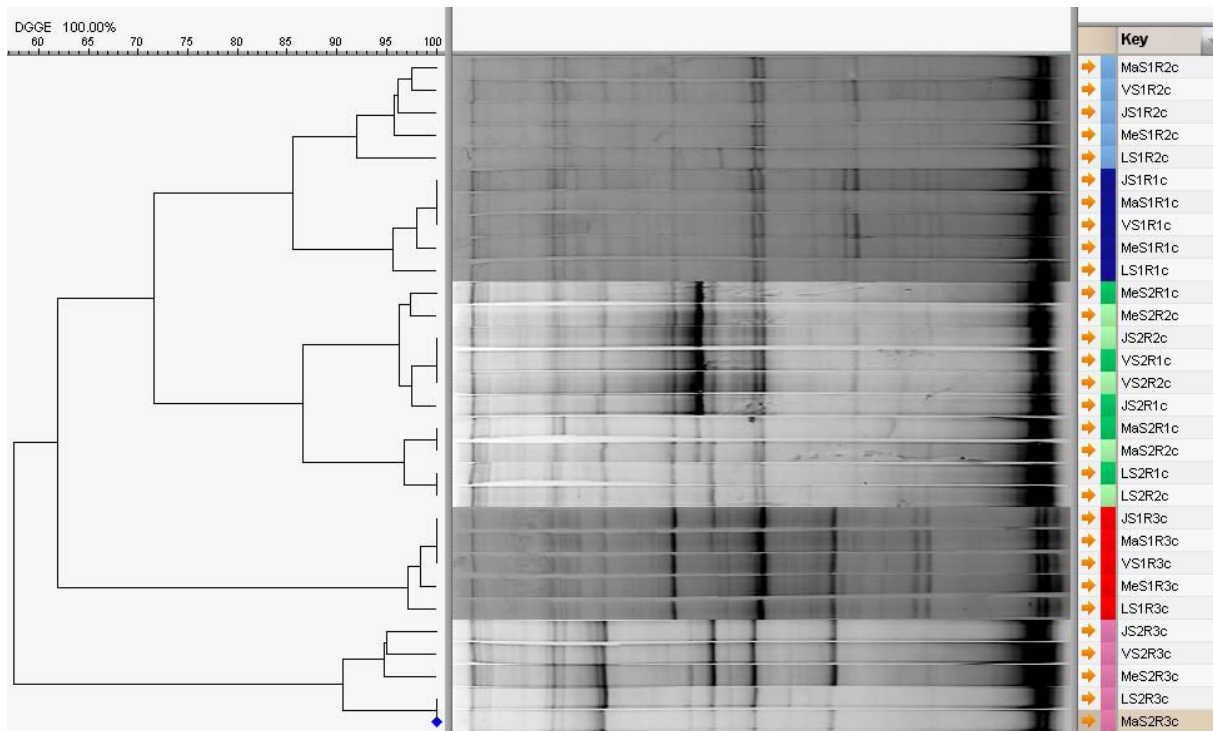 DGGE 100.00%
60 65 70 75 80 85 90 95 100
Key
MaS1R2c
VS1R2c
JS1R2c
MeS1R2c
LS1R2c
JS1R1c
MaS1R1c
VS1R1c
MeS1R1c
LS1R1c
MeS2R1c
MeS2R2c
JS2R2c
VS2R1c
VS2R2c
JS2R1c
MaS2R1c
MaS2R2c
LS2R1c
LS2R2c
JS1R3c
MaS1R3c
VS1R3c
MeS1R3c
LS1R3c
JS2R3c
VS2R3c
MeS2R3c
LS2R3c
MaS2R3c